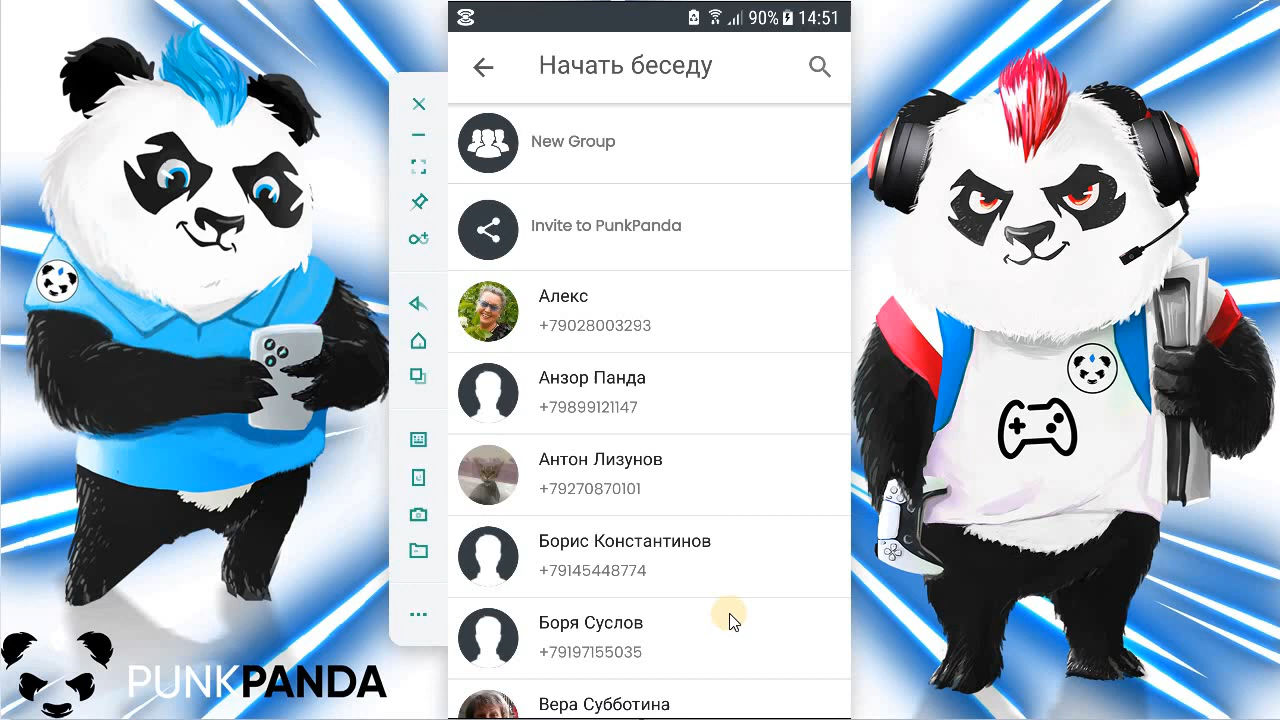 90% 14:51
Начать беседу
New Group
Invite to PunkPanda
Алекс
+79028003293
Анзор Панда
+79899121147
Антон Лизунов
+79270870101
Борис Константинов
+79145448774
Боря Суслов
+79197155035
Вера Субботина
PUNKPANDA